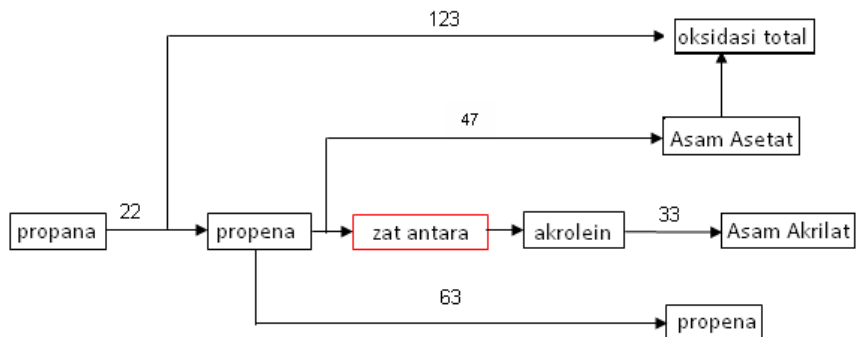 123
oksidasi total
47
Asam Asetat
22
propana
propena
zat antara
akrolein
33
Asam Akrilat
63
propena